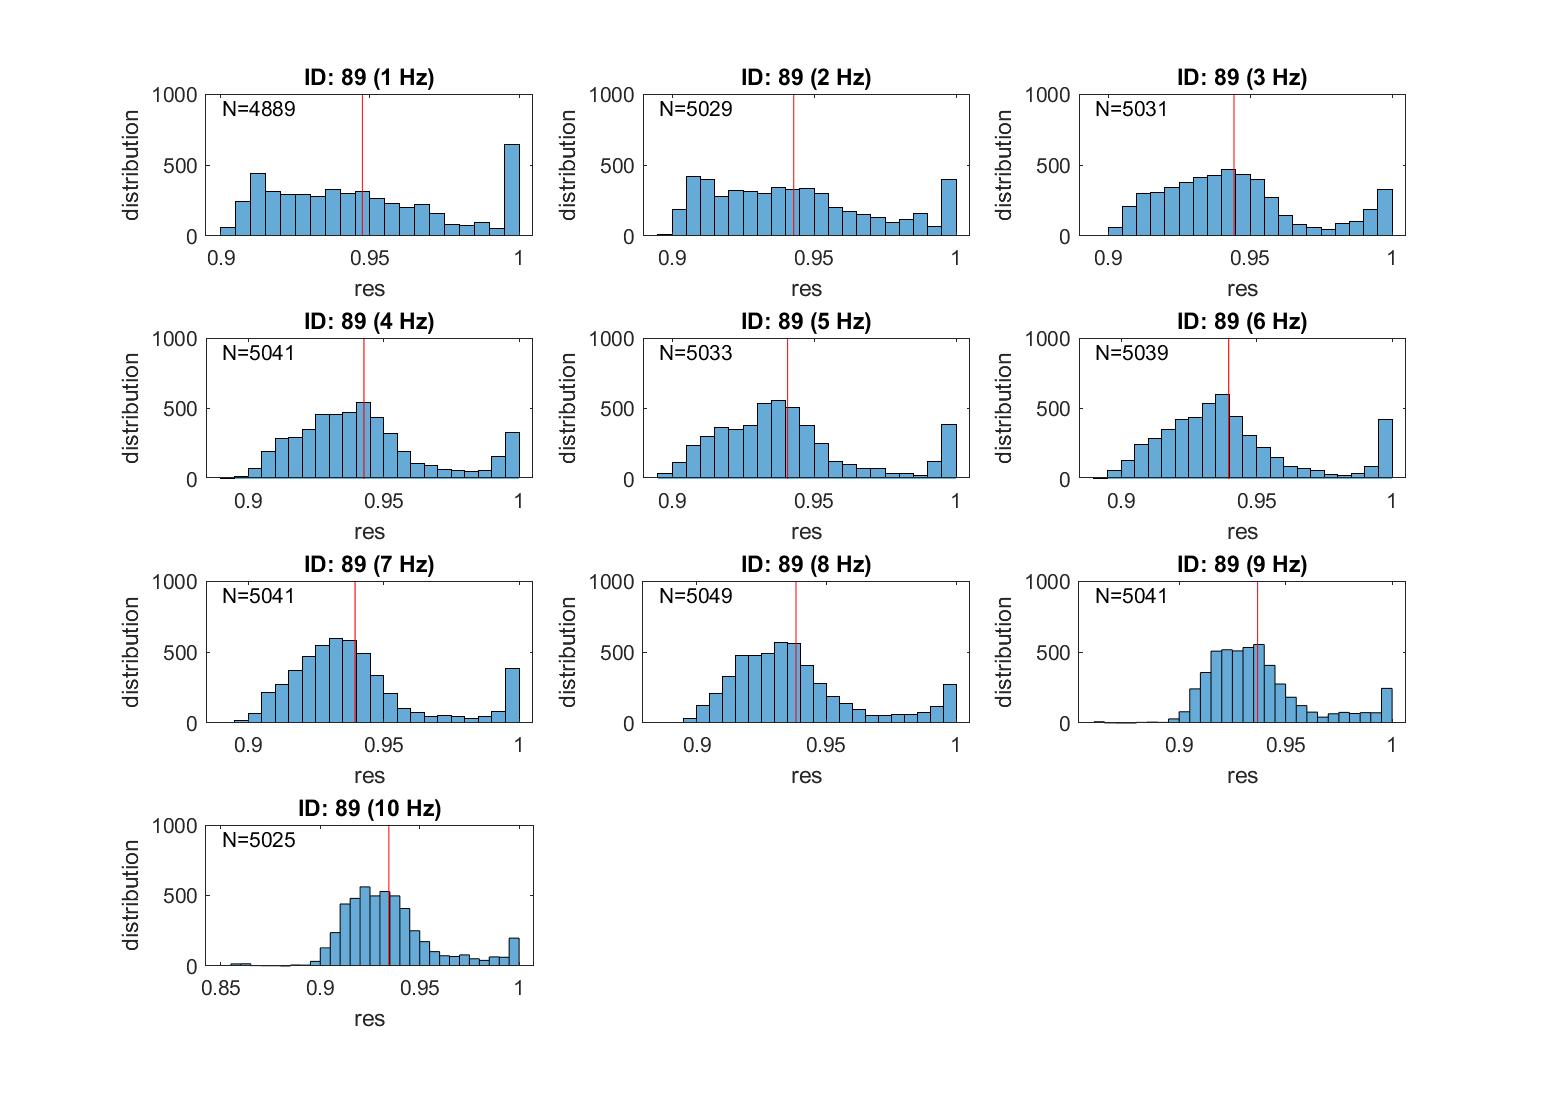 ID: 89 (1 Hz)
1000
500
0
distribution
N=4889
0.9 0.95 1
res
ID: 89 (2 Hz)
1000
500
0
distribution
N=5029
0.9 0.95 1
res
ID: 89 (3 Hz)
1000
500
0
distribution
N=5031
0.9 0.95 1
res
ID: 89 (4 Hz)
1000
500
0
distribution
N=5041
0.9 0.95 1
res
ID: 89 (5 Hz)
1000
500
0
distribution
N=5033
0.9 0.95 1
res
ID: 89 (6 Hz)
1000
500
0
distribution
N=5039
0.9 0.95 1
res
ID: 89 (7 Hz)
1000
500
0
distribution
N=5041
0.9 0.95 1
res
ID: 89 (8 Hz)
1000
500
0
distribution
N=5049
0.9 0.95 1
res
ID: 89 (9 Hz)
1000
500
0
distribution
N=5041
0.9 0.95 1
res
ID: 89 (10 Hz)
1000
500
0
distribution
N=5025
0.85 0.9 0.95 1
res